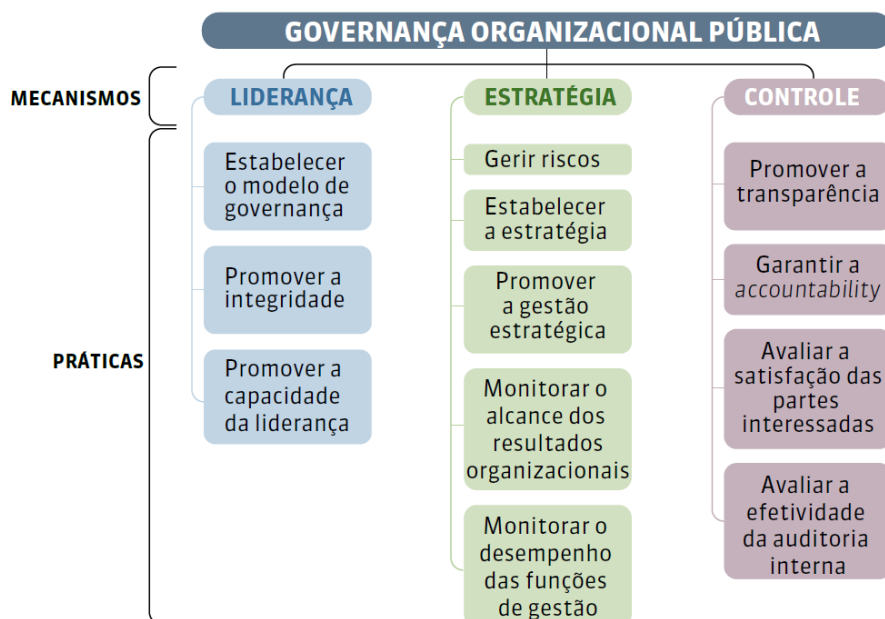 GOVERNANÇA ORGANIZACIONAL PÚBLICA
MECANISMOS
LIDERANÇA
ESTRATÉGIA
CONTROLE
PRÁTICAS
Estabelecer
o modelo de
governança
Promover a
integridade
Promover a
capacidade
da liderança
Gerir riscos
Estabelecer
a estratégia
Promover
a gestão
estratégica
Monitorar o
alcance dos
resultados
organizacionais
Monitorar o
desempenho
das funções
de gestão
Promover a
transparência
Garantir a
accountability
Avaliar a
satisfação das
partes
interessadas
Avaliar a
efetividade
da auditoria
interna